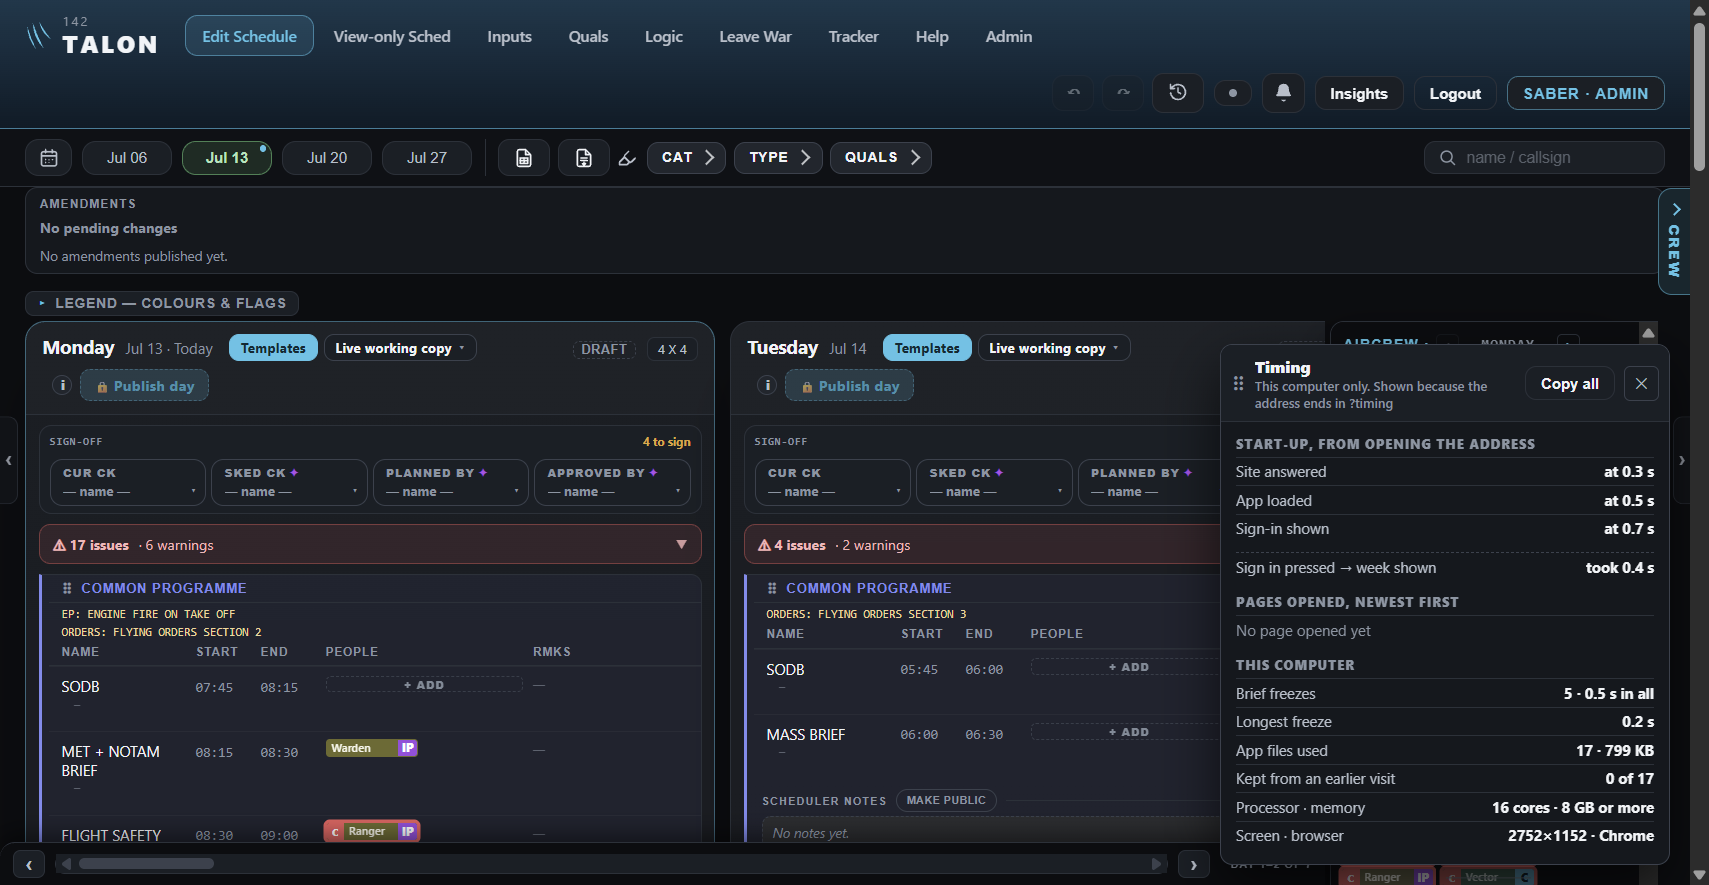 142
TALON
Edit Schedule
View-only Sched
Inputs
Quals
Logic
Leave War
Tracker
Help
Admin
Insights
Logout
SABER · ADMIN
Jul 06
Jul 13
Jul 20
Jul 27
CAT
TYPE
QUALS
name / callsign
AMENDMENTS
No pending changes
No amendments published yet.
CREW
LEGEND — COLOURS & FLAGS
Monday Jul 13 · Today
Templates
Live working copy
DRAFT
4 X 4
i
Publish day
SIGN-OFF
4 to sign
CUR CK
— name —
SKED CK
— name —
PLANNED BY
— name —
APPROVED BY
— name —
17 issues · 6 warnings
COMMON PROGRAMME
EP: ENGINE FIRE ON TAKE OFF
ORDERS: FLYING ORDERS SECTION 2
NAME START END PEOPLE RMKS
SODB 07:45 08:15 + ADD —
–
MET + NOTAM BRIEF 08:15 08:30 Warden IP —
–
FLIGHT SAFETY 08:30 09:00 C Ranger IP —
Tuesday Jul 14
Templates
Live working copy
i
Publish day
SIGN-OFF
CUR CK
— name —
SKED CK
— name —
PLANNED BY
— name —
4 issues · 2 warnings
COMMON PROGRAMME
ORDERS: FLYING ORDERS SECTION 3
NAME START END PEOPLE
SODB 05:45 06:00 + ADD
–
MASS BRIEF 06:00 06:30 + ADD
–
SCHEDULER NOTES
MAKE PUBLIC
No notes yet.
AIRCREW
MONDAY
Timing
This computer only. Shown because the
address ends in ?timing
Copy all
START-UP, FROM OPENING THE ADDRESS
Site answered at 0.3 s
App loaded at 0.5 s
Sign-in shown at 0.7 s
Sign in pressed → week shown took 0.4 s
PAGES OPENED, NEWEST FIRST
No page opened yet
THIS COMPUTER
Brief freezes 5 · 0.5 s in all
Longest freeze 0.2 s
App files used 17 · 799 KB
Kept from an earlier visit 0 of 17
Processor · memory 16 cores · 8 GB or more
Screen · browser 2752×1152 · Chrome
C Ranger IP
C Vector C